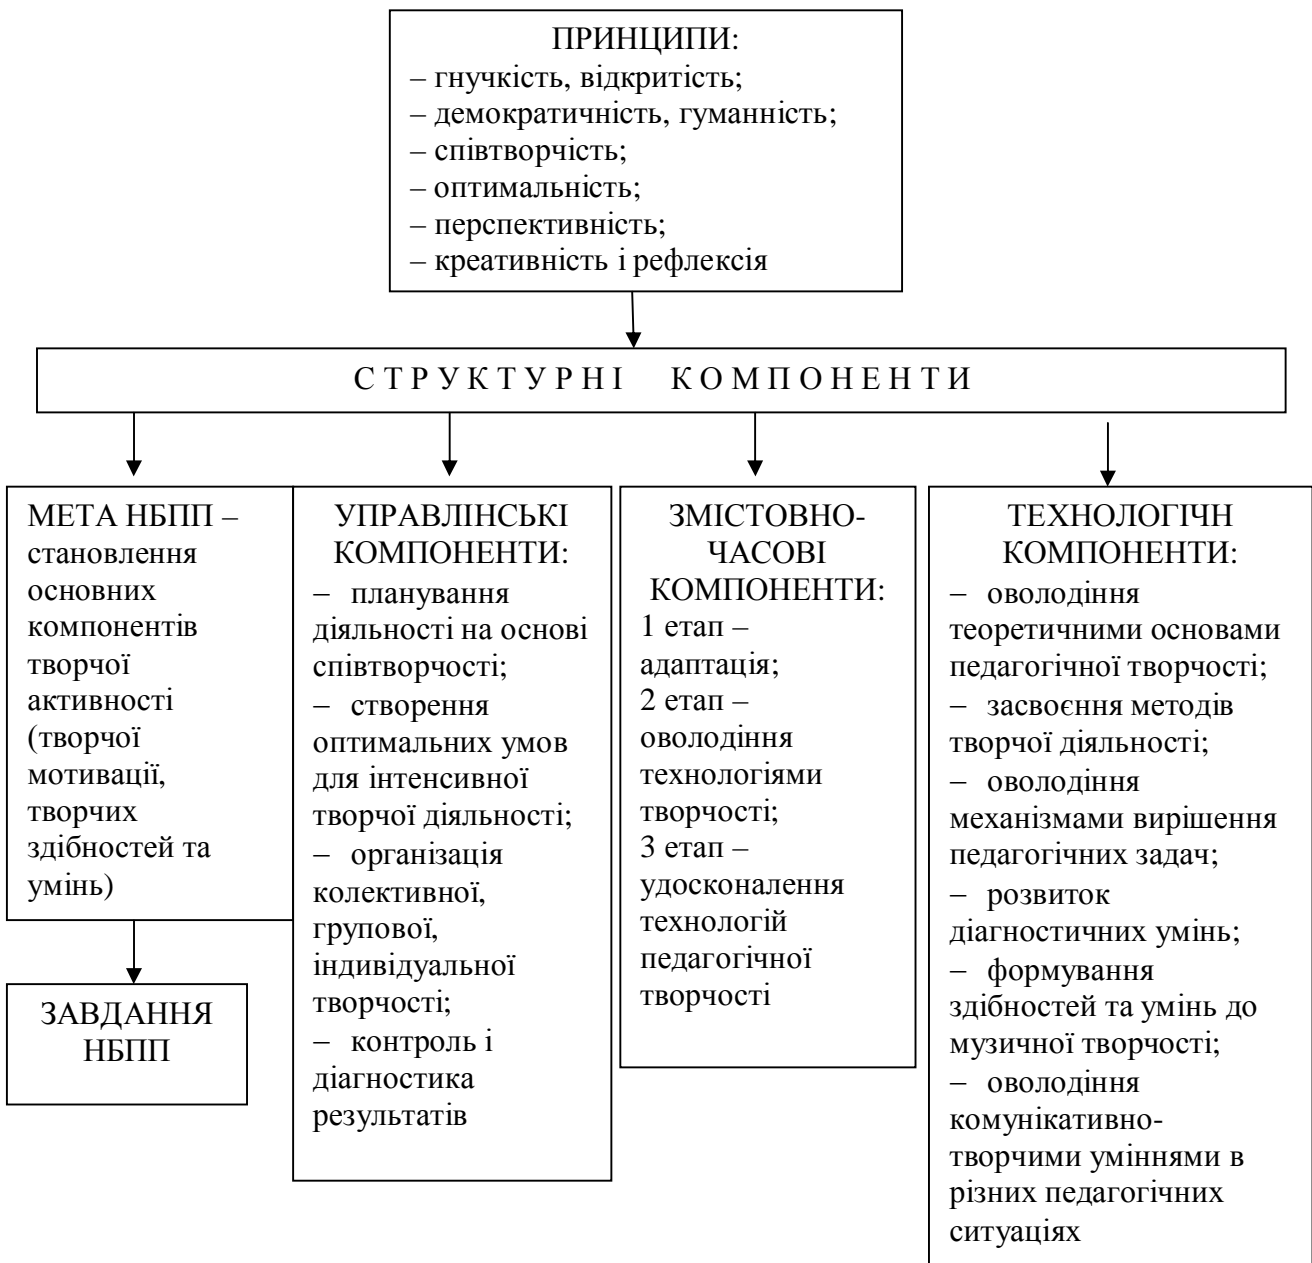 ПРИНЦИПИ:
– гнучкість, відкритість;
– демократичність, гуманність;
– співтворчість;
– оптимальність;
– перспективність;
– креативність і рефлексія
СТРУКТУРНІ КОМПОНЕНТИ
МЕТА НБПП –
становлення
основних
компонентів
творчої
активності
(творчої
мотивації,
творчих
здібностей та
умінь)
ЗАВДАННЯ
НБПП
УПРАВЛІНСЬКІ
КОМПОНЕНТИ:
– планування
діяльності на основі
співтворчості;
– створення
оптимальних умов
для інтенсивної
творчої діяльності;
– організація
колективної,
групової,
індивідуальної
творчості;
– контроль і
діагностика
результатів
ЗМІСТОВНО-
ЧАСОВІ
КОМПОНЕНТИ:
1 етап –
адаптація;
2 етап –
оволодіння
технологіями
творчості;
3 етап –
удосконалення
технологій
педагогічної
творчості
ТЕХНОЛОГІЧН
КОМПОНЕНТИ:
– оволодіння
теоретичними основами
педагогічної творчості;
– засвоєння методів
творчої діяльності;
– оволодіння
механізмами вирішення
педагогічних задач;
– розвиток
діагностичних умінь;
– формування
здібностей та умінь до
музичної творчості;
– оволодіння
комунікативно-
творчими уміннями в
різних педагогічних
ситуаціях